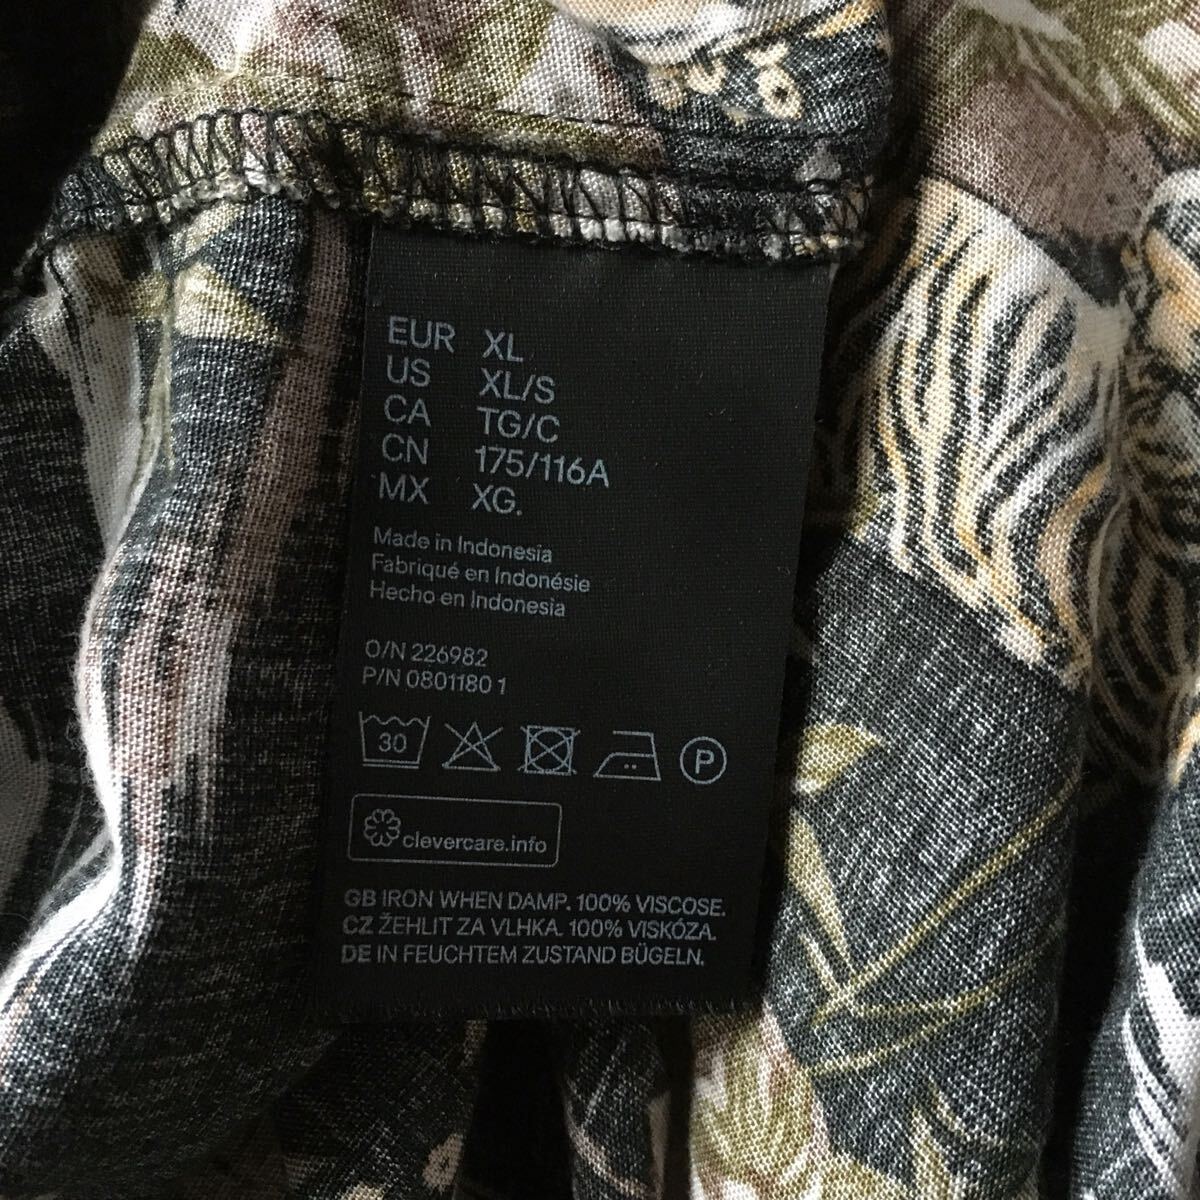 EUR XL
US XL/S
CA TG/C
CN 175/116A
MX XG.
Made in Indonesia
Fabriqué en Indonésie
Hecho en Indonesia
O/N 226982
P/N 0801180 1
30
P
clevercare.info
GB IRON WHEN DAMP. 100% VISCOSE.
CZ ŽEHLIT ZA VLHKA. 100% VISKÓZA.
DE IN FEUCHTEM ZUSTAND BÜGELN.